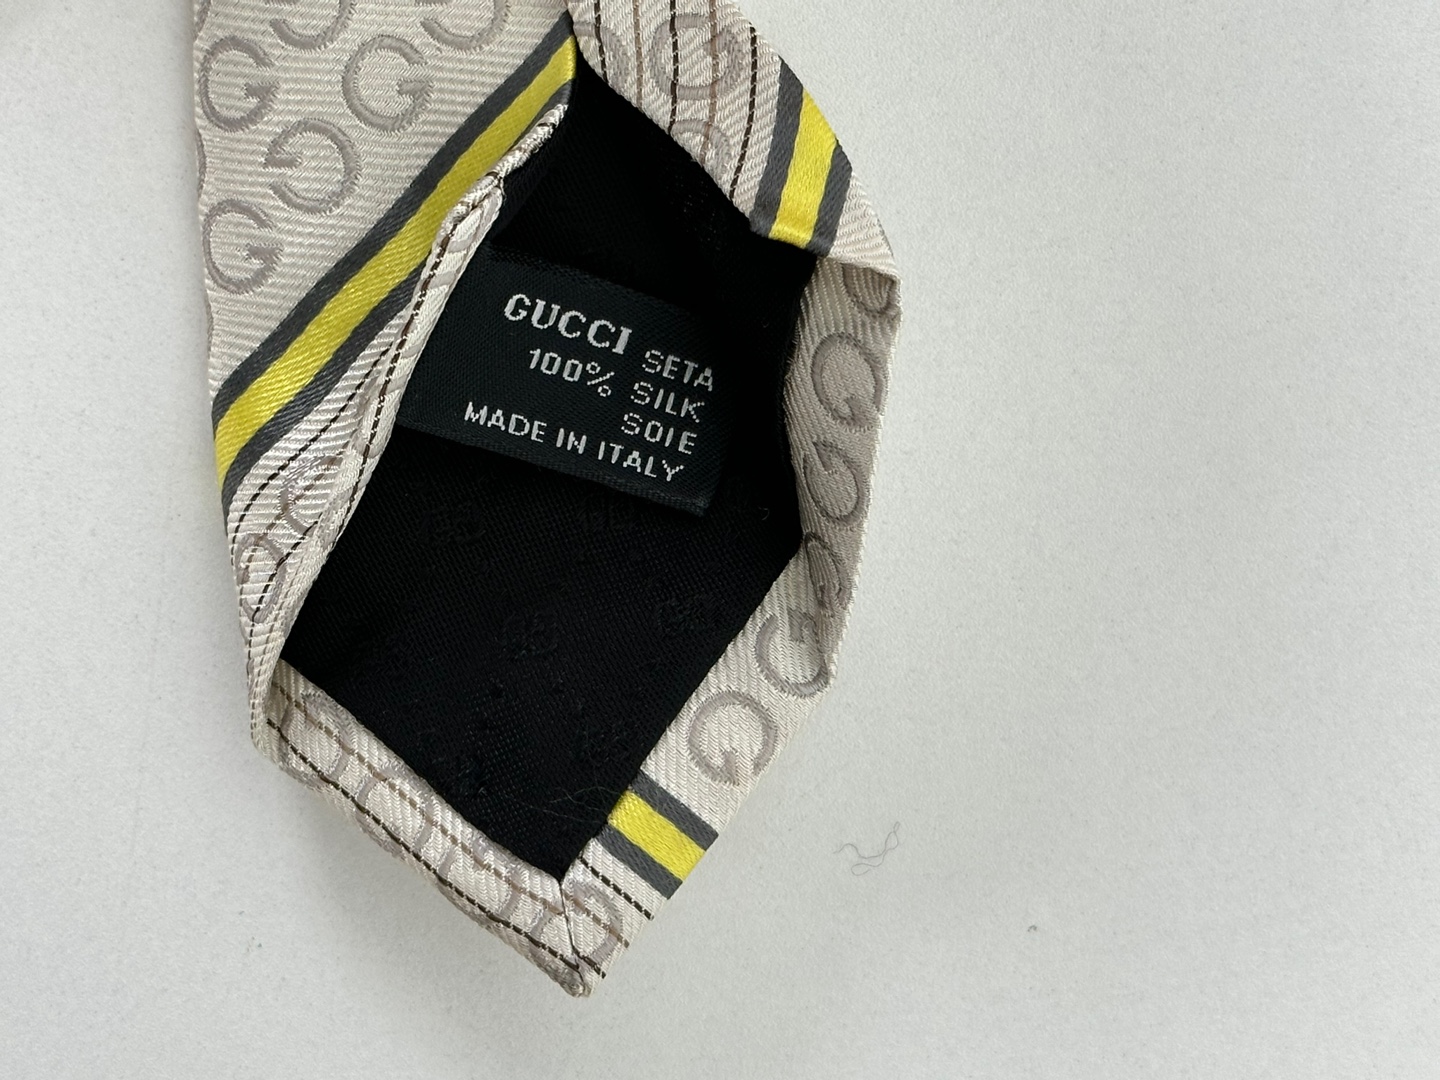 GUCCI SETA
100% SILK
SOIE
MADE IN ITALY